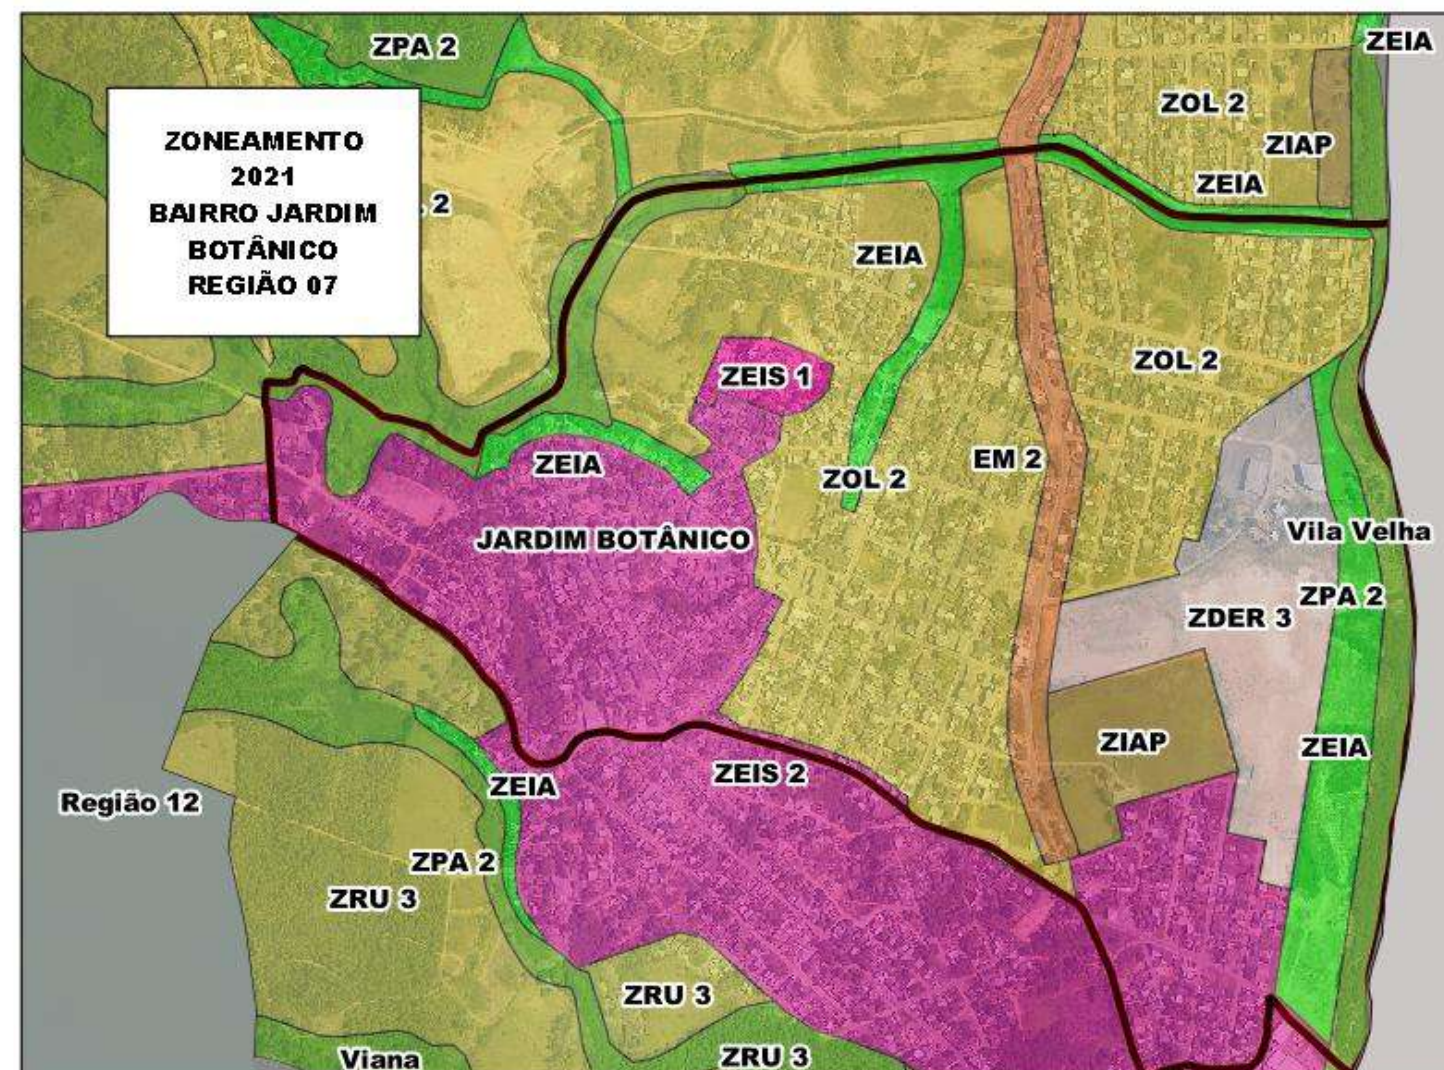 ZPA 2
ZEIA
ZOL 2
ZIAP
ZEIA
ZONEAMENTO
2021
BAIRRO JARDIM
BOTÂNICO
REGIÃO 07
2
ZEIA
ZOL 2
ZEIS 1
ZEIA
ZOL 2
EM 2
JARDIM BOTÂNICO
Vila Velha
ZPA 2
ZDER 3
ZIAP
ZEIA
ZEIS 2
ZEIA
Região 12
ZPA 2
ZRU 3
ZRU 3
Viana
ZRU 3